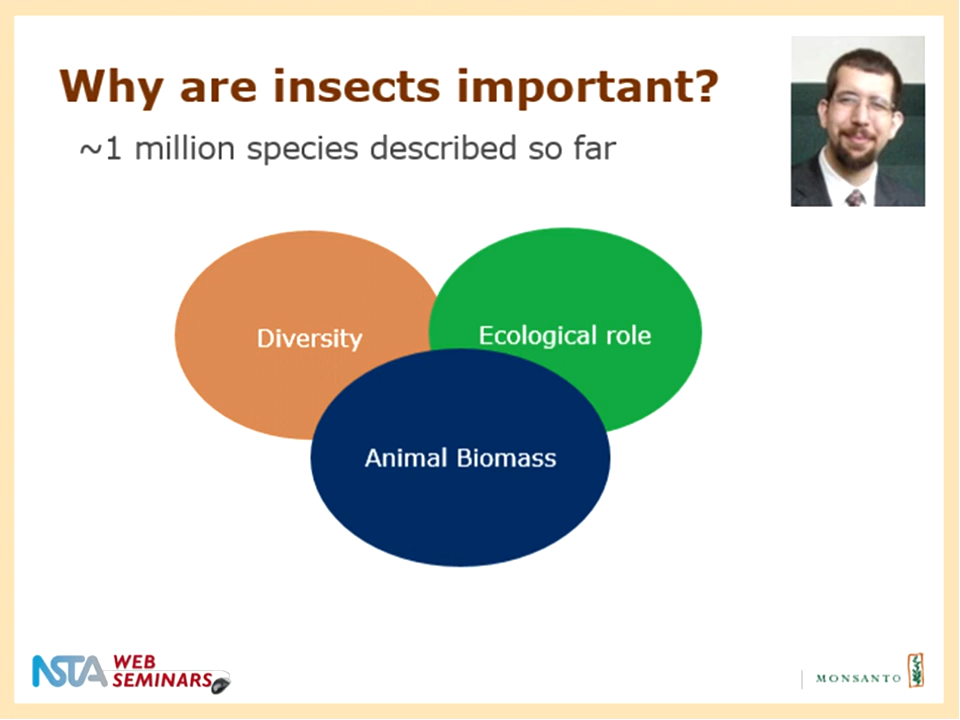 Why are insects important?
~1 million species described so far
Diversity
Ecological role
Animal Biomass
NSTA WEB
SEMINARS
MONSANTO